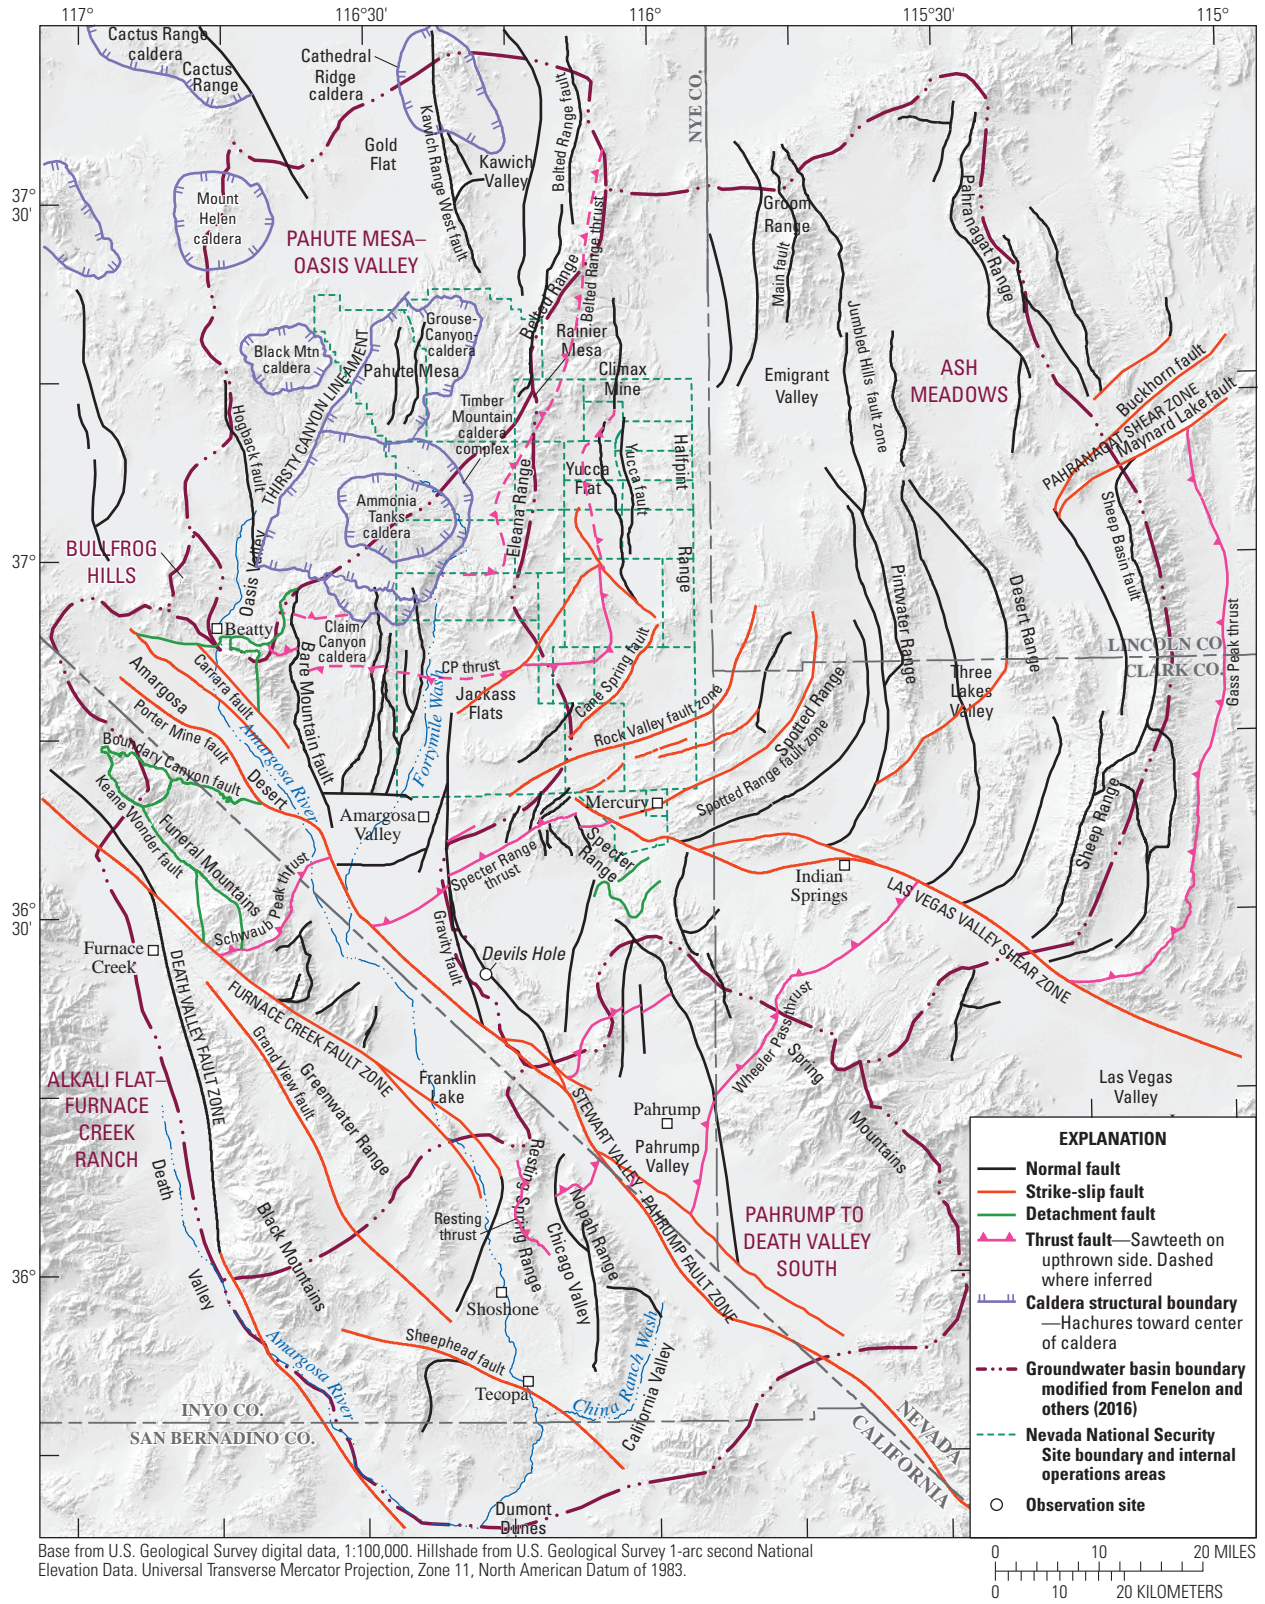 117°
116°30'
116°
115°30'
115°
37°
30'
37°
36°
30'
36°
Cactus Range
caldera
Cactus
Range
Cathedral
Ridge
caldera
Gold
Flat
Kawich Range West fault
Kawich
Valley
Belted Range fault
NYE CO.
Mount
Helen
caldera
PAHUTE MESA–
OASIS VALLEY
Belted Range
Belted Range thrust
Groom
Range
Main fault
Pahranagat Range
Jumbled Hills fault zone
Grouse
Canyon
caldera
Black Mtn
caldera
Pahute Mesa
THIRSTY CANYON LINEAMENT
Rainier
Mesa
Climax
Mine
Emigrant
Valley
ASH
MEADOWS
Buckhorn fault
PAHRANAGAT SHEAR ZONE
Maynard Lake fault
Timber
Mountain
caldera
complex
Hogback fault
Ammonia
Tanks
caldera
Eleana Range
Yucca
Flat
Yucca fault
Halfpint
Range
Sheep Basin fault
BULLFROG
HILLS
Oasis Valley
Beatty
Claim
Canyon
caldera
CP thrust
Jackass
Flats
Cane Spring fault
Pintwater Range
Desert Range
Three
Lakes
Valley
LINCOLN CO.
CLARK CO.
Gass Peak thrust
Carrara fault
Amargosa
Desert
Porter Mine fault
Bare Mountain fault
Fortymile Wash
Amargosa River
Rock Valley fault zone
Spotted Range
Spotted Range fault zone
Boundary Canyon fault
Keane Wonder fault
Funeral Mountains
Schwaub Peak thrust
Amargosa
Valley
Mercury
Specter Range
thrust
Specter
Range
Indian
Springs
LAS VEGAS VALLEY SHEAR ZONE
Sheep Range
Furnace
Creek
DEATH VALLEY FAULT ZONE
FURNACE CREEK FAULT ZONE
Grand View fault
Gravity fault
Devils Hole
Wheeler Pass thrust
Spring
Mountains
Las Vegas
Valley
ALKALI FLAT–
FURNACE
CREEK
RANCH
Greenwater Range
Franklin
Lake
STEWART VALLEY - PAHRUMP FAULT ZONE
Pahrump
Pahrump
Valley
Death
Valley
Black Mountains
Resting
thrust
Resting Spring Range
Nopah Range
Chicago Valley
PAHRUMP TO
DEATH VALLEY
SOUTH
Shoshone
Sheephead fault
Tecopa
China Ranch Wash
California Valley
Amargosa River
INYO CO.
SAN BERNADINO CO.
NEVADA
CALIFORNIA
Dumont
Dunes
EXPLANATION
Normal fault
Strike-slip fault
Detachment fault
Thrust fault—Sawteeth on
upthrown side. Dashed
where inferred
Caldera structural boundary
—Hachures toward center
of caldera
Groundwater basin boundary
modified from Fenelon and
others (2016)
Nevada National Security
Site boundary and internal
operations areas
Observation site
Base from U.S. Geological Survey digital data, 1:100,000. Hillshade from U.S. Geological Survey 1-arc second National
Elevation Data. Universal Transverse Mercator Projection, Zone 11, North American Datum of 1983.
0 10 20 MILES
0 10 20 KILOMETERS